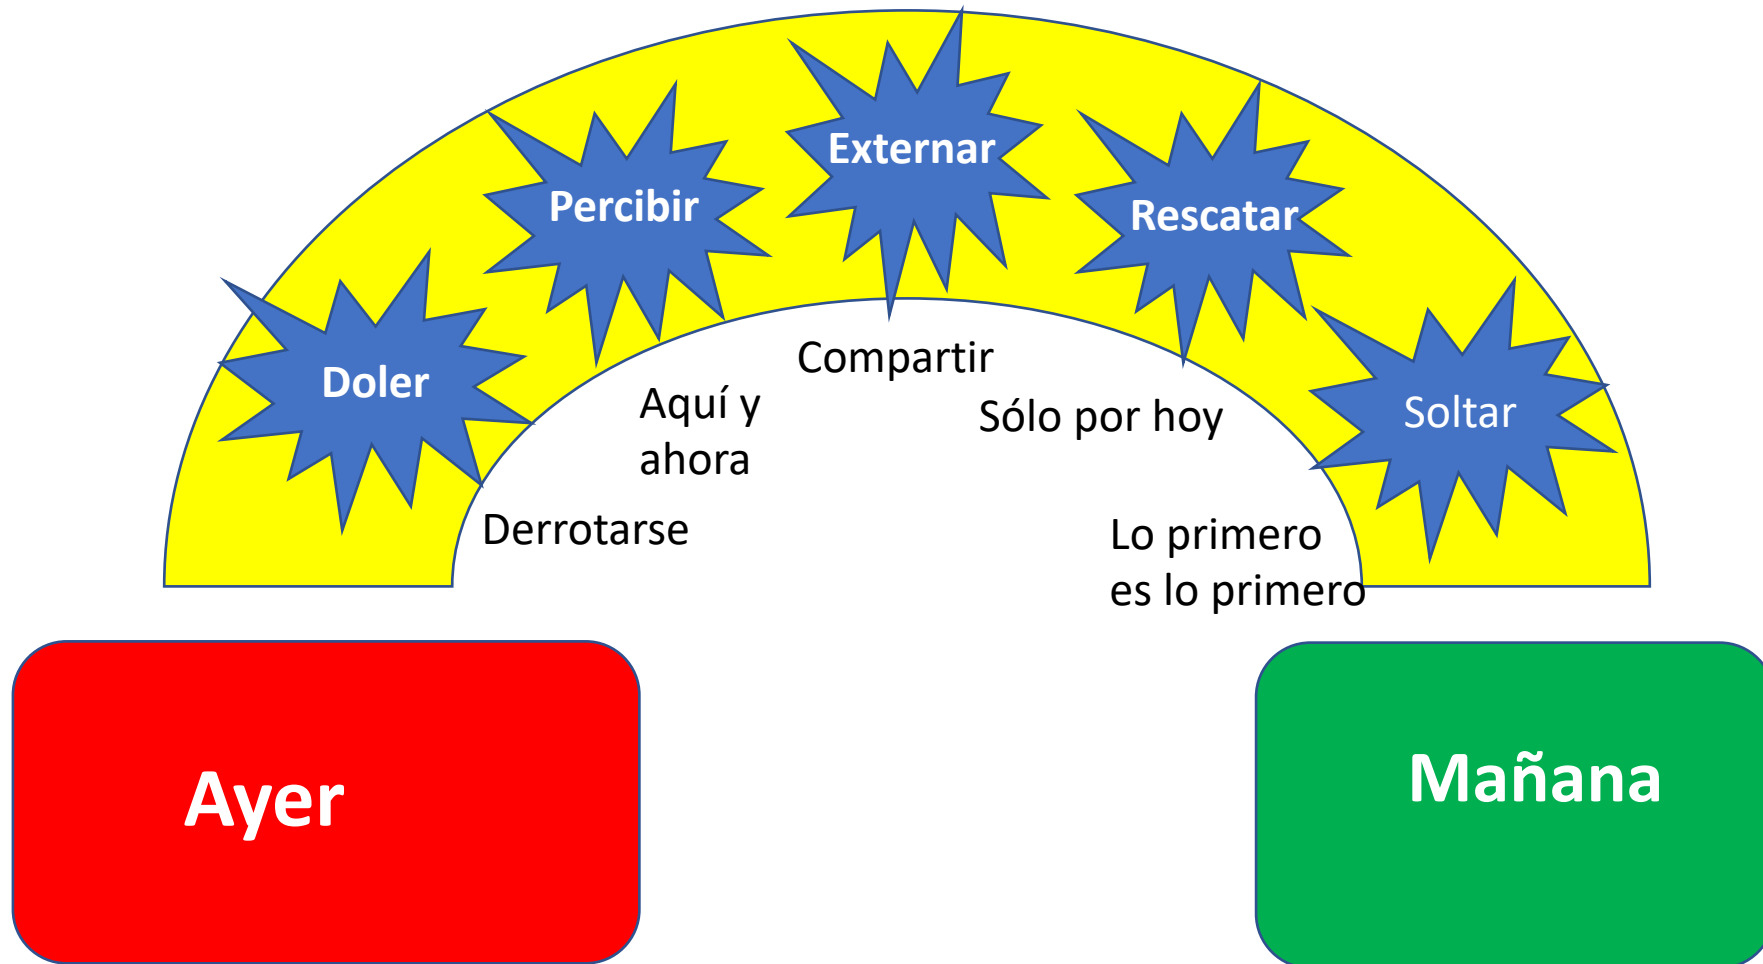 Externar
Percibir
Rescatar
Doler
Soltar
Compartir
Aquí y
ahora
Sólo por hoy
Derrotarse
Lo primero
es lo primero
Ayer
Mañana